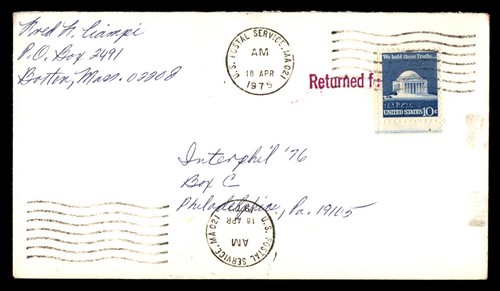 Fred W. Ciampi
P.O. Box 2491
Boston, Mass. 02208
U.S. POSTAL SERVICE, MA 021
AM
18 APR
1975
Returned f
We hold these Truths...
UNITED STATES 10c
Interphil '76
Box C
Philadelphia, Pa. 19105
U.S. POSTAL SERVICE, MA 021
AM
18 APR
1975